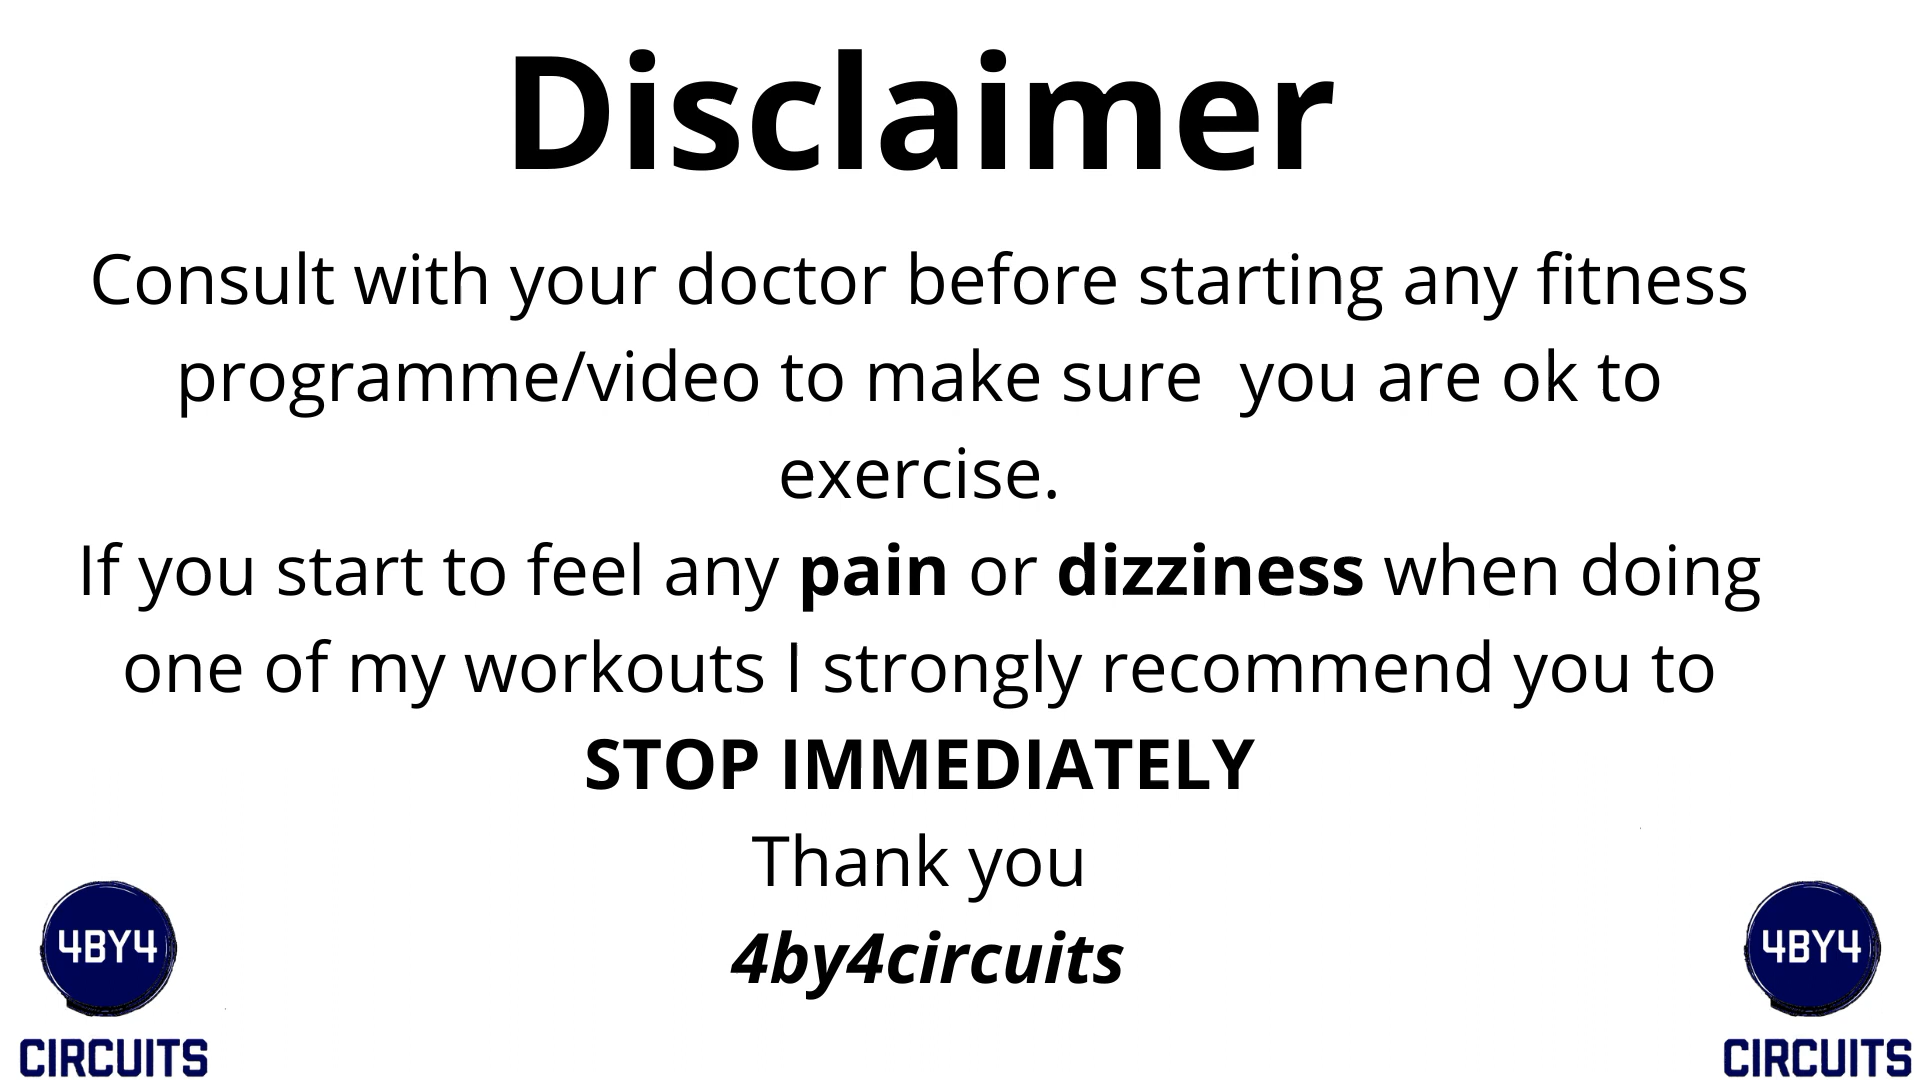 Disclaimer
Consult with your doctor before starting any fitness
programme/video to make sure  you are ok to
exercise.
If you start to feel any pain or dizziness when doing
one of my workouts I strongly recommend you to
STOP IMMEDIATELY
Thank you
4by4circuits
4BY4
CIRCUITS
4BY4
CIRCUITS